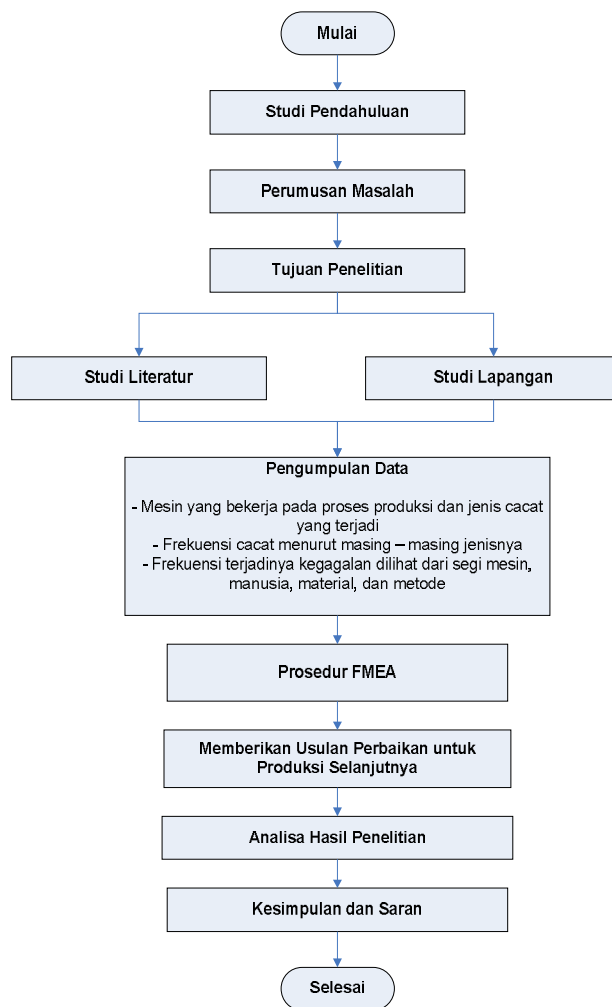 Mulai
Studi Pendahuluan
Perumusan Masalah
Tujuan Penelitian
Studi Literatur
Studi Lapangan
Pengumpulan Data
- Mesin yang bekerja pada proses produksi dan jenis cacat
yang terjadi
- Frekuensi cacat menurut masing – masing jenisnya
- Frekuensi terjadinya kegagalan dilihat dari segi mesin,
manusia, material, dan metode
Prosedur FMEA
Memberikan Usulan Perbaikan untuk
Produksi Selanjutnya
Analisa Hasil Penelitian
Kesimpulan dan Saran
Selesai